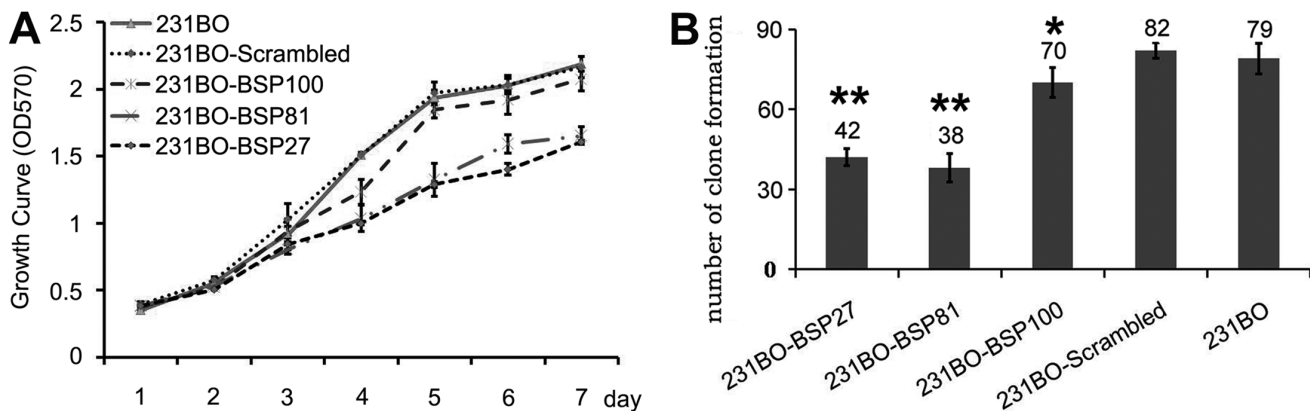 A
Growth Curve (OD570)
2.5
2
1.5
1
0.5
0
231BO
231BO-Scrambled
231BO-BSP100
231BO-BSP81
231BO-BSP27
1 2 3 4 5 6 7 day
B
number of clone formation
90
60
30
0
**
42
**
38
*
70
82
79
231BO-BSP27
231BO-BSP81
231BO-BSP100
231BO-Scrambled
231BO